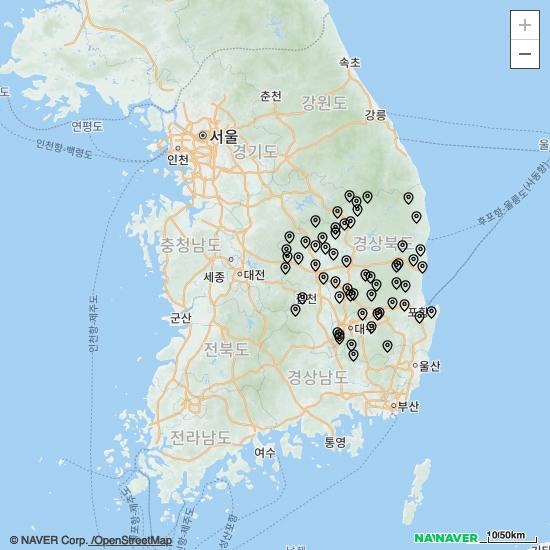 +
−
속초
춘천
강원도
강릉
도
연평도
서울
인천
인천항-백령도
경기도
울
후포항-울릉도(사동항)
충청남도
경상북도
세종
대전
인천항-제주도
군산
전북도
대구
경상남도
울산
부산
전라남도
여수
통영
© NAVER Corp. /OpenStreetMap
NAVER
10/50km